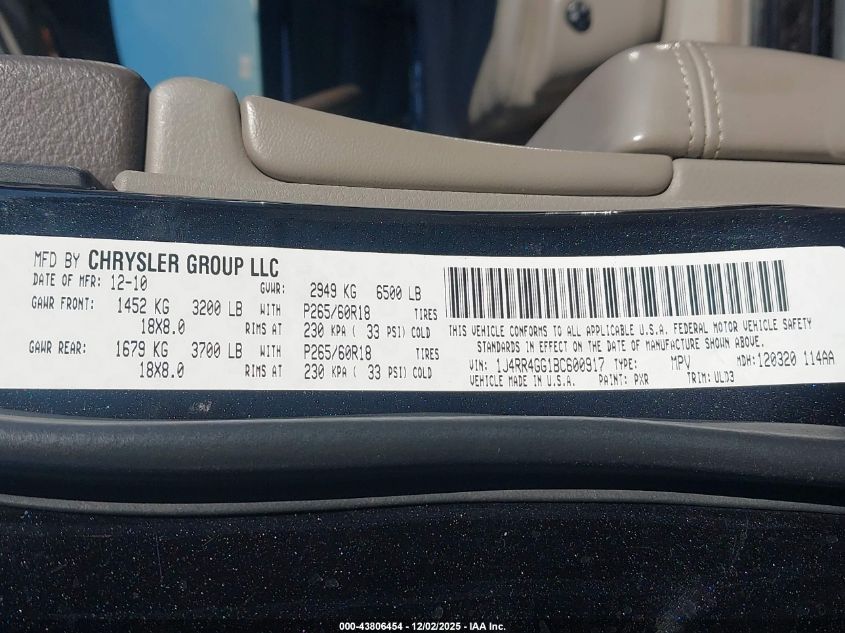 MFD BY CHRYSLER GROUP LLC
DATE OF MFR: 12-10 GVWR: 2949 KG 6500 LB
GAWR FRONT: 1452 KG 3200 LB WITH P265/60R18 TIRES
18X8.0 RIMS AT 230 KPA ( 33 PSI) COLD
GAWR REAR: 1679 KG 3700 LB WITH P265/60R18 TIRES
18X8.0 RIMS AT 230 KPA ( 33 PSI) COLD
THIS VEHICLE CONFORMS TO ALL APPLICABLE U.S.A. FEDERAL MOTOR VEHICLE SAFETY
STANDARDS IN EFFECT ON THE DATE OF MANUFACTURE SHOWN ABOVE.
VIN: 1J4RR4GG1BC600917 TYPE: MPV MDH: 120320 114AA
VEHICLE MADE IN U.S.A. PAINT: PXR TRIM: ULD3
000-43806454 - 12/02/2025 - IAA Inc.